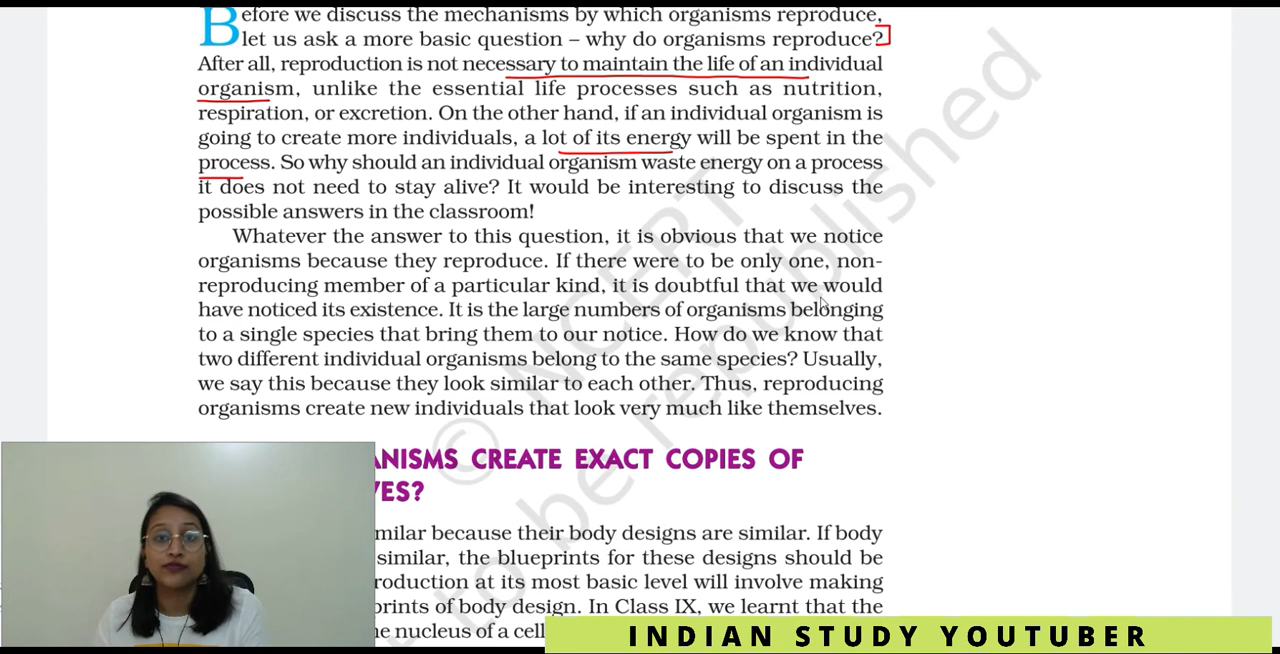 Before we discuss the mechanisms by which organisms reproduce,
let us ask a more basic question – why do organisms reproduce?
After all, reproduction is not necessary to maintain the life of an individual
organism, unlike the essential life processes such as nutrition,
respiration, or excretion. On the other hand, if an individual organism is
going to create more individuals, a lot of its energy will be spent in the
process. So why should an individual organism waste energy on a process
it does not need to stay alive? It would be interesting to discuss the
possible answers in the classroom!
Whatever the answer to this question, it is obvious that we notice
organisms because they reproduce. If there were to be only one, non-
reproducing member of a particular kind, it is doubtful that we would
have noticed its existence. It is the large numbers of organisms belonging
to a single species that bring them to our notice. How do we know that
two different individual organisms belong to the same species? Usually,
we say this because they look similar to each other. Thus, reproducing
organisms create new individuals that look very much like themselves.
ANISMS CREATE EXACT COPIES OF
VES?
milar because their body designs are similar. If body
similar, the blueprints for these designs should be
roduction at its most basic level will involve making
prints of body design. In Class IX, we learnt that the
he nucleus of a cell
© NCERT
not to be republished
INDIAN STUDY YOUTUBER